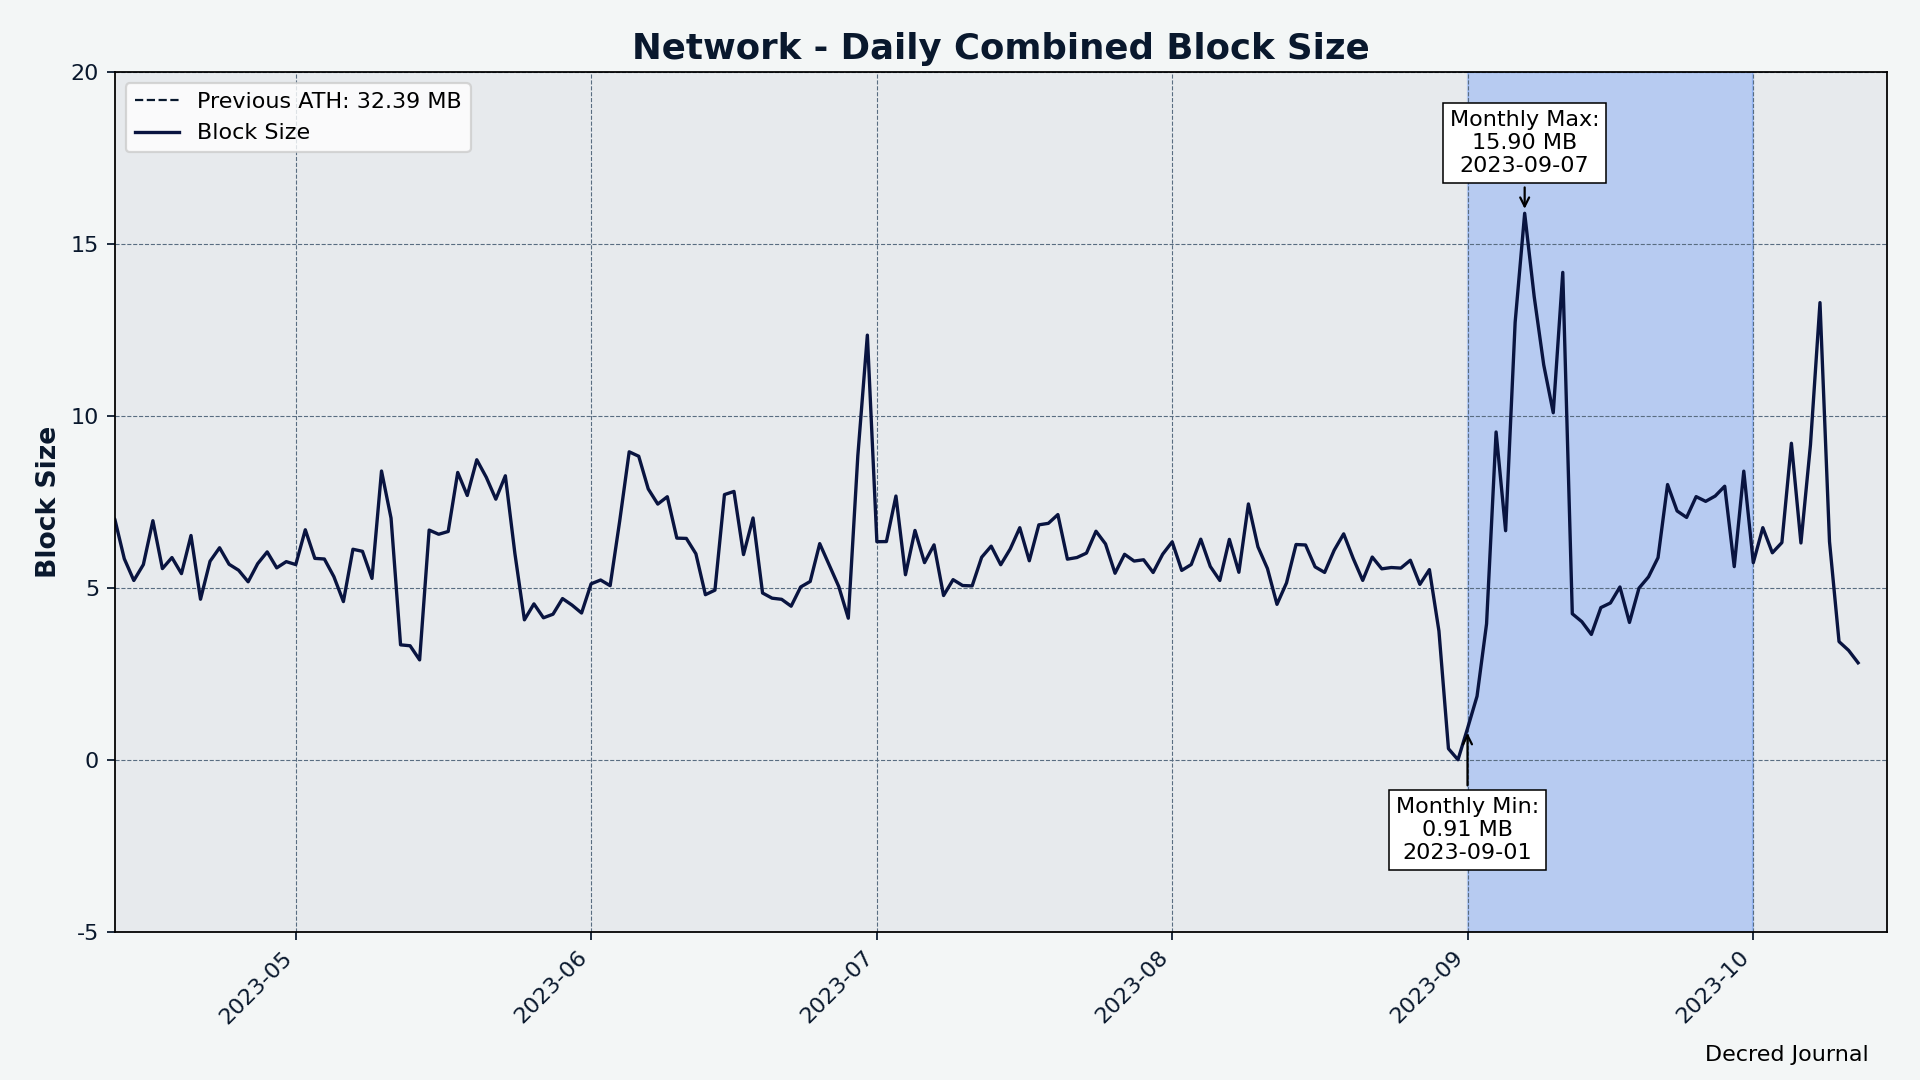 Network - Daily Combined Block Size
Previous ATH: 32.39 MB
Block Size
Monthly Max:
15.90 MB
2023-09-07
Monthly Min:
0.91 MB
2023-09-01
Block Size
20
15
10
5
0
-5
2023-05
2023-06
2023-07
2023-08
2023-09
2023-10
Decred Journal